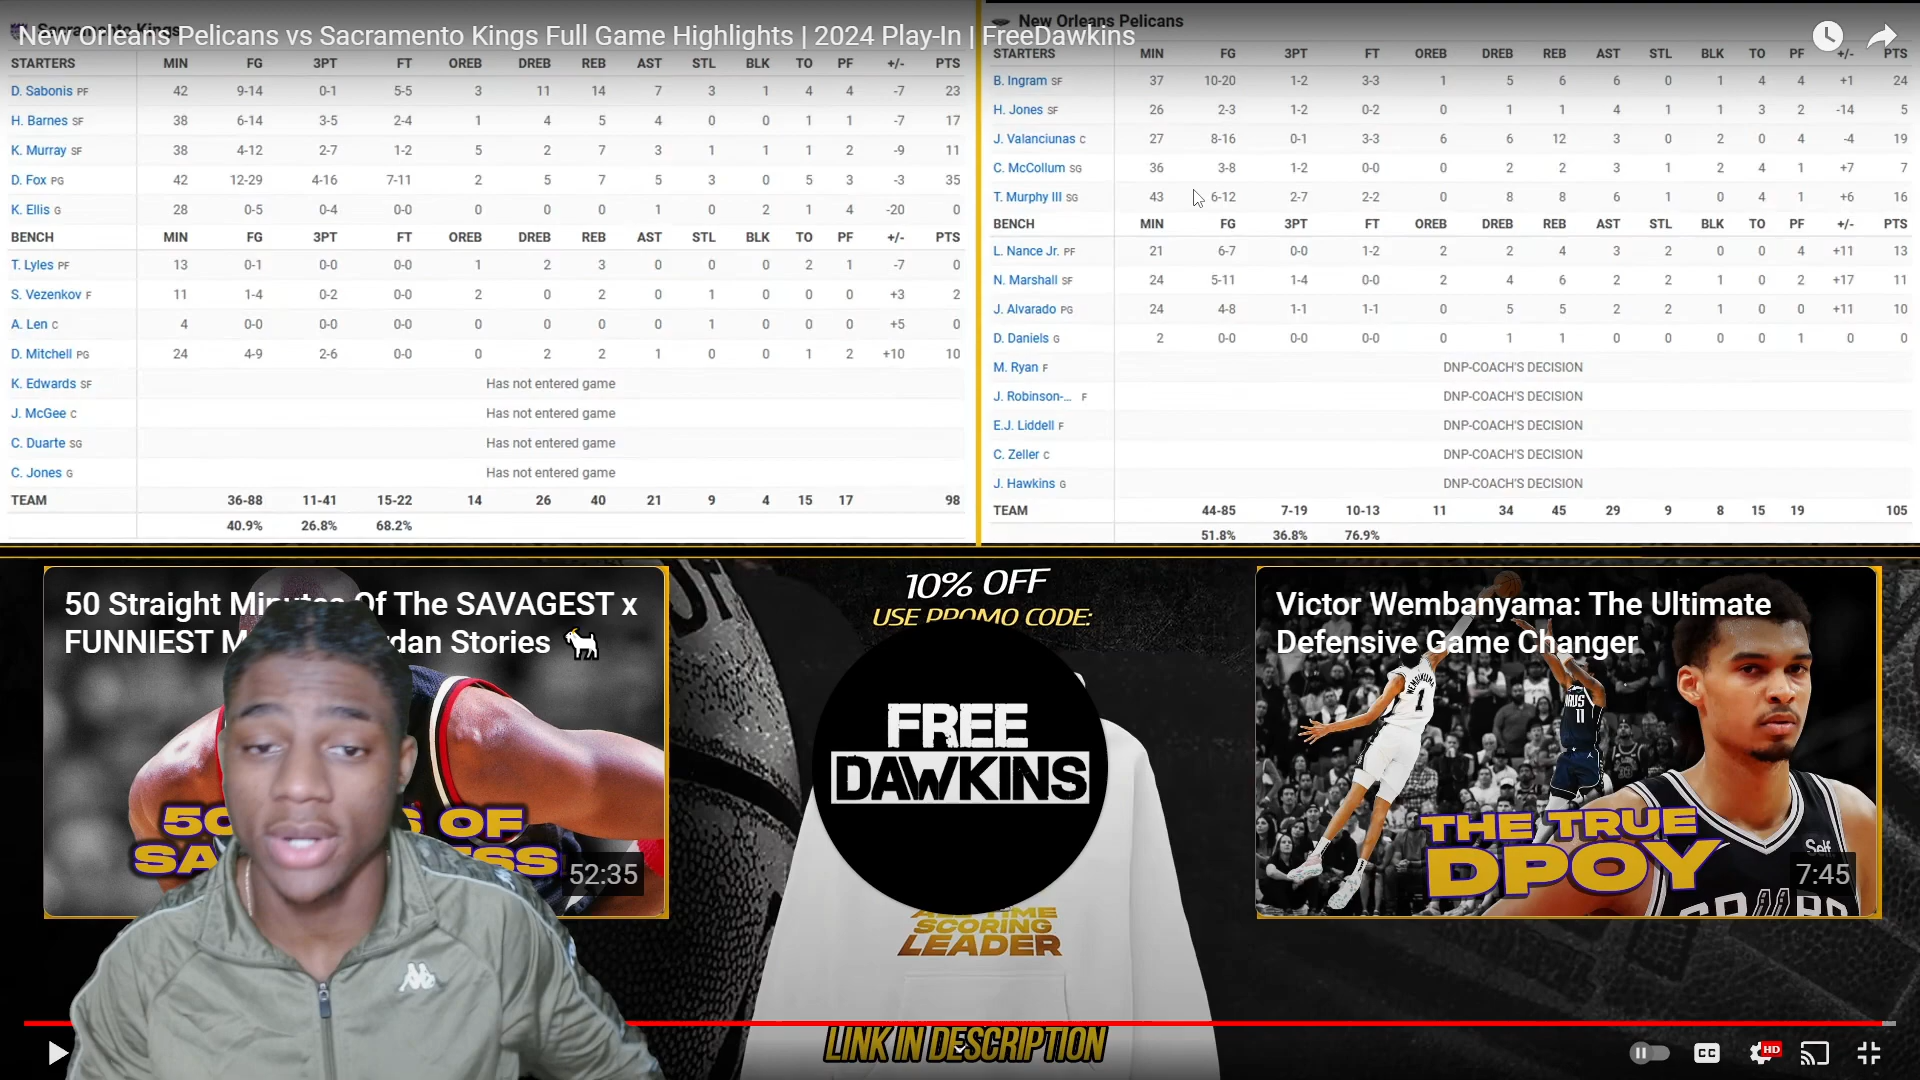 New Orleans Pelicans vs Sacramento Kings Full Game Highlights | 2024 Play-In | FreeDawkins
Sacramento Kings
STARTERS MIN FG 3PT FT OREB DREB REB AST STL BLK TO PF +/- PTS
D. Sabonis PF 42 9-14 0-1 5-5 3 11 14 7 3 1 4 4 -7 23
H. Barnes SF 38 6-14 3-5 2-4 1 4 5 4 0 0 1 1 -7 17
K. Murray SF 38 4-12 2-7 1-2 5 2 7 3 1 1 1 2 -9 11
D. Fox PG 42 12-29 4-16 7-11 2 5 7 5 3 0 5 3 -3 35
K. Ellis G 28 0-5 0-4 0-0 0 0 0 1 0 2 1 4 -20 0
BENCH MIN FG 3PT FT OREB DREB REB AST STL BLK TO PF +/- PTS
T. Lyles PF 13 0-1 0-0 0-0 1 2 3 0 0 0 2 1 -7 0
S. Vezenkov F 11 1-4 0-2 0-0 2 0 2 0 1 0 0 0 +3 2
A. Len C 4 0-0 0-0 0-0 0 0 0 0 1 0 0 0 +5 0
D. Mitchell PG 24 4-9 2-6 0-0 0 2 2 1 0 0 1 2 +10 10
K. Edwards SF Has not entered game
J. McGee C Has not entered game
C. Duarte SG Has not entered game
C. Jones G Has not entered game
TEAM 36-88 11-41 15-22 14 26 40 21 9 4 15 17 98
40.9% 26.8% 68.2%
New Orleans Pelicans
STARTERS MIN FG 3PT FT OREB DREB REB AST STL BLK TO PF +/- PTS
B. Ingram SF 37 10-20 1-2 3-3 1 5 6 6 0 1 4 4 +1 24
H. Jones SF 26 2-3 1-2 0-2 0 1 1 4 1 1 3 2 -14 5
J. Valanciunas C 27 8-16 0-1 3-3 6 6 12 3 0 2 0 4 -4 19
C. McCollum SG 36 3-8 1-2 0-0 0 2 2 3 1 2 4 1 +7 7
T. Murphy III SG 43 6-12 2-7 2-2 0 8 8 6 1 0 4 1 +6 16
BENCH MIN FG 3PT FT OREB DREB REB AST STL BLK TO PF +/- PTS
L. Nance Jr. PF 21 6-7 0-0 1-2 2 2 4 3 2 0 0 4 +11 13
N. Marshall SF 24 5-11 1-4 0-0 2 4 6 2 2 1 0 2 +17 11
J. Alvarado PG 24 4-8 1-1 1-1 0 5 5 2 2 1 0 0 +11 10
D. Daniels G 2 0-0 0-0 0-0 0 1 1 0 0 0 0 1 0 0
M. Ryan F DNP-COACH'S DECISION
J. Robinson-... F DNP-COACH'S DECISION
E.J. Liddell F DNP-COACH'S DECISION
C. Zeller C DNP-COACH'S DECISION
J. Hawkins G DNP-COACH'S DECISION
TEAM 44-85 7-19 10-13 11 34 45 29 9 8 15 19 105
51.8% 36.8% 76.9%
50 Straight Minutes Of The SAVAGEST x
FUNNIEST M rdan Stories
50 S OF
SA ESS
52:35
10% OFF
USE PROMO CODE:
FREE
DAWKINS
ALL TIME
SCORING
LEADER
LINK IN DESCRIPTION
Victor Wembanyama: The Ultimate
Defensive Game Changer
WEMBANYAMA
1
11
THE TRUE
DPOY
Self
7:45
CC
HD